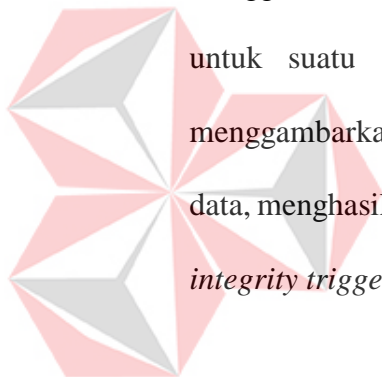 untuk suatu
menggambarka
data, menghasil
integrity trigge